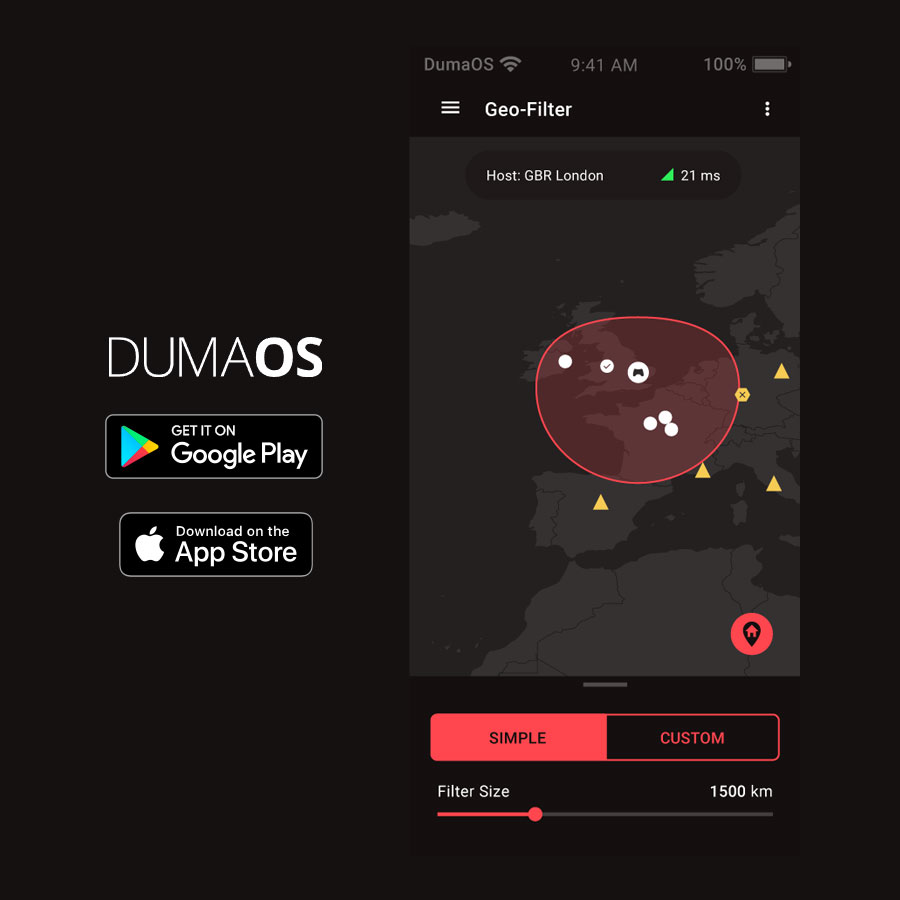 DUMAOS
GET IT ON
Google Play
Download on the
App Store
DumaOS 9:41 AM 100%
Geo-Filter
Host: GBR London 21 ms
SIMPLE CUSTOM
Filter Size 1500 km